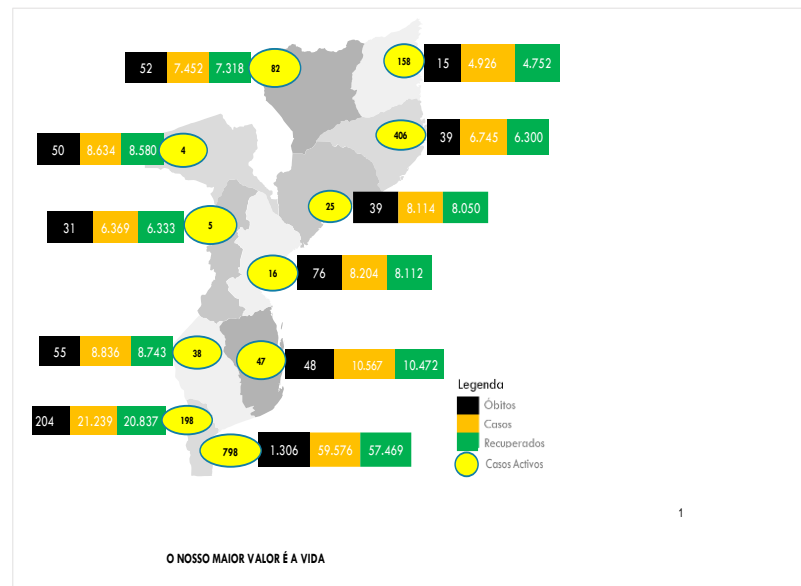 52 7.452 7.318 82
158 15 4.926 4.752
406 39 6.745 6.300
50 8.634 8.580 4
25 39 8.114 8.050
31 6.369 6.333 5
16 76 8.204 8.112
55 8.836 8.743 38
47 48 10.567 10.472
204 21.239 20.837 198
798 1.306 59.576 57.469
Legenda
Óbitos
Casos
Recuperados
Casos Activos
1
O NOSSO MAIOR VALOR É A VIDA